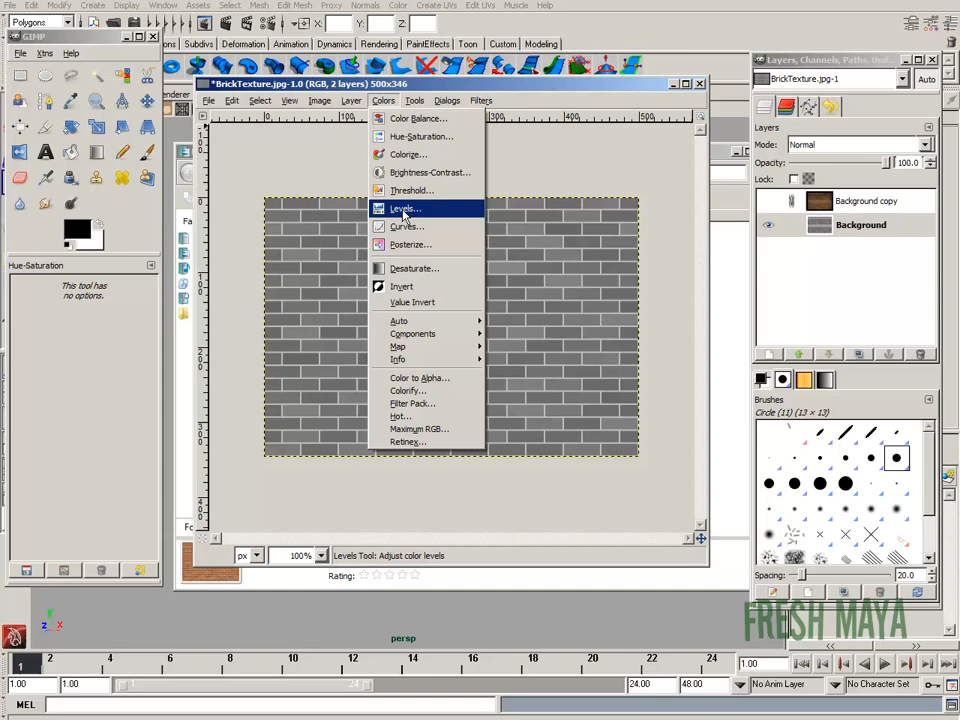 Edit Modify Create Display Window Assets Select Mesh Edit Mesh Proxy Normals Color Create UVs Edit UVs Muscle Help
Polygons
X: Y: Z:
Subdivs Deformation Animation Dynamics Rendering PaintEffects Toon Custom Modeling
GIMP
File Xtns Help
Hue-Saturation
This tool has
no options.
*BrickTexture.jpg-1.0 (RGB, 2 layers) 500x346
File Edit Select View Image Layer Colors Tools Dialogs Filters
0 100 300 400 500
Color Balance...
Hue-Saturation...
Colorize...
Brightness-Contrast...
Threshold...
Levels...
Curves...
Posterize...
Desaturate...
Invert
Value Invert
Auto
Components
Map
Info
Color to Alpha...
Colorify...
Filter Pack...
Hot...
Maximum RGB...
Retinex...
px 100% Levels Tool: Adjust color levels
Rating:
Layers, Channels, Paths, Und
BrickTexture.jpg-1 Auto
Layers
Mode: Normal
Opacity: 100.0
Lock:
Background copy
Background
Brushes
Circle (11) (13 × 13)
Spacing: 20.0
FRESH MAYA
persp
1 2 4 6 8 10 12 14 16 18 20 22 24 1.00
1.00 1.00 24 24.00 48.00 No Anim Layer No Character Set
MEL